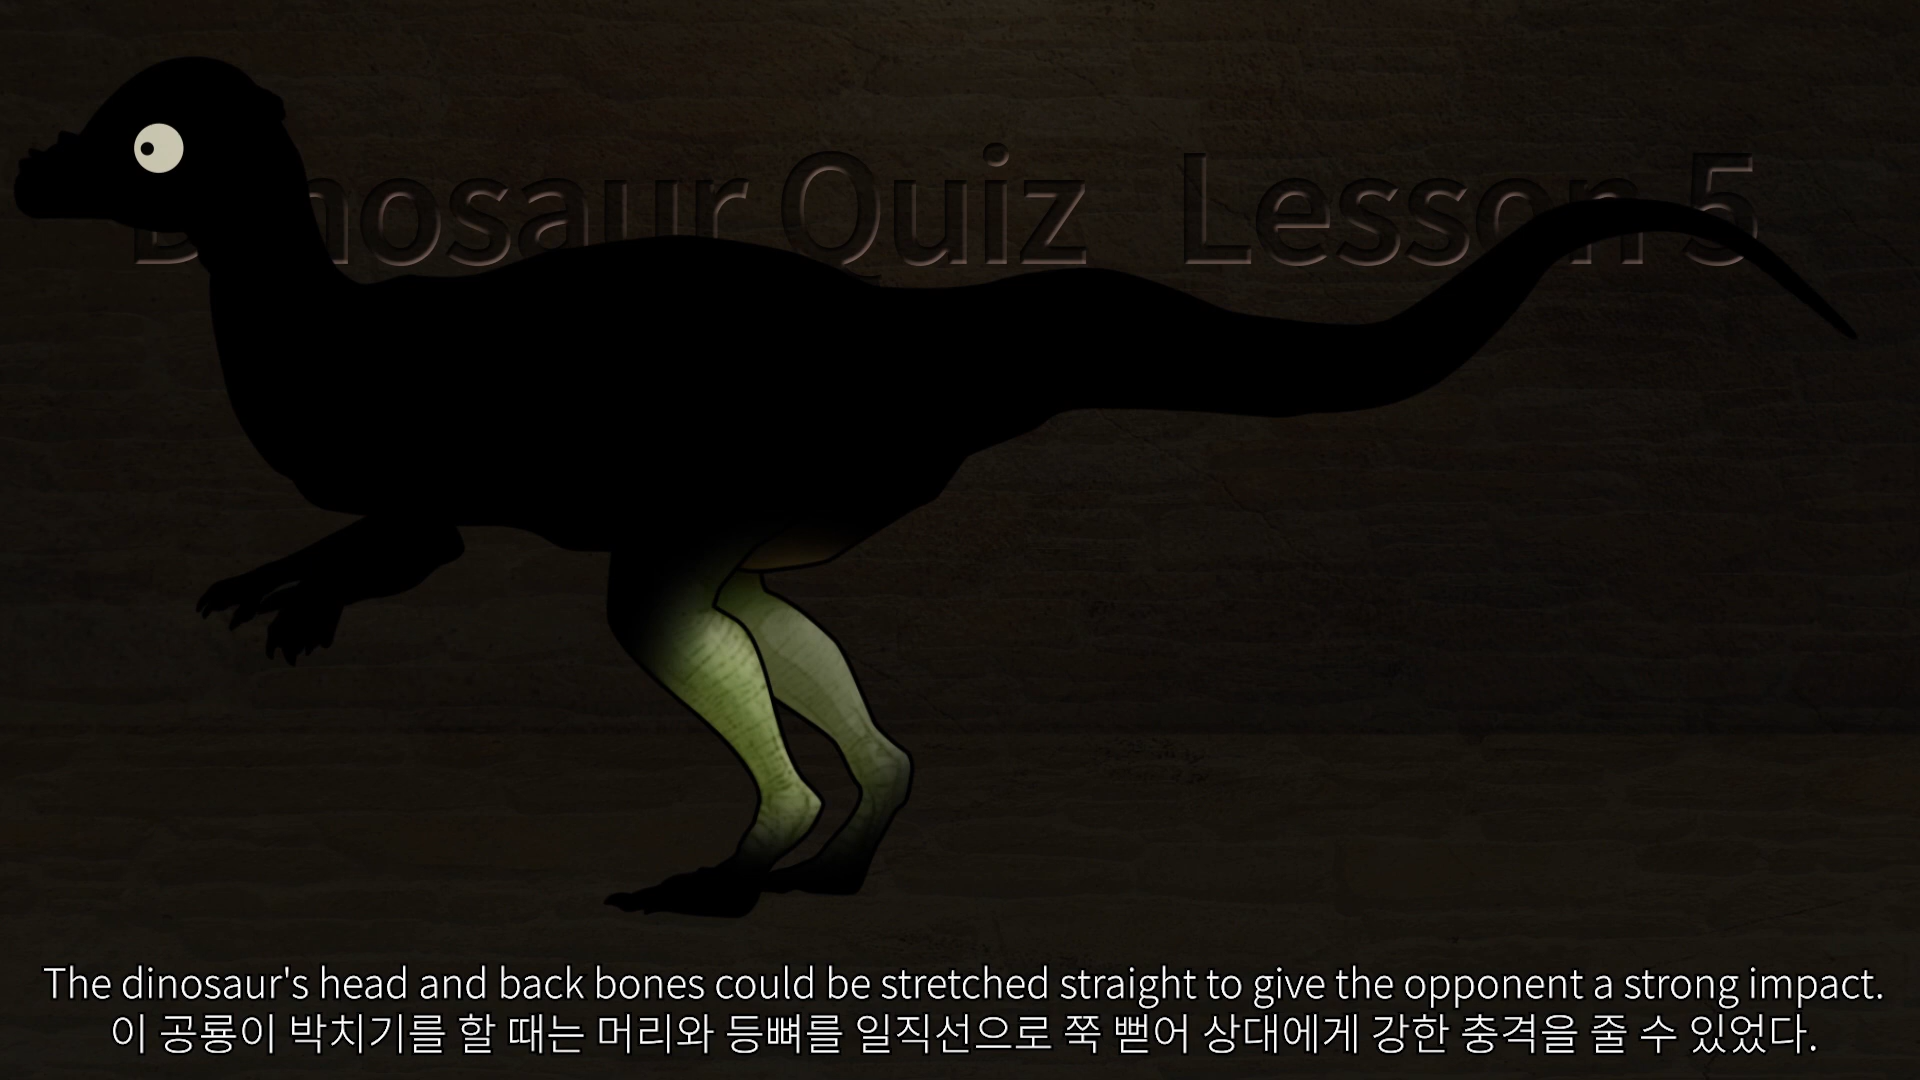 Dinosaur Quiz Lesson 5
The dinosaur's head and back bones could be stretched straight to give the opponent a strong impact.
이 공룡이 박치기를 할 때는 머리와 등뼈를 일직선으로 쭉 뻗어 상대에게 강한 충격을 줄 수 있었다.